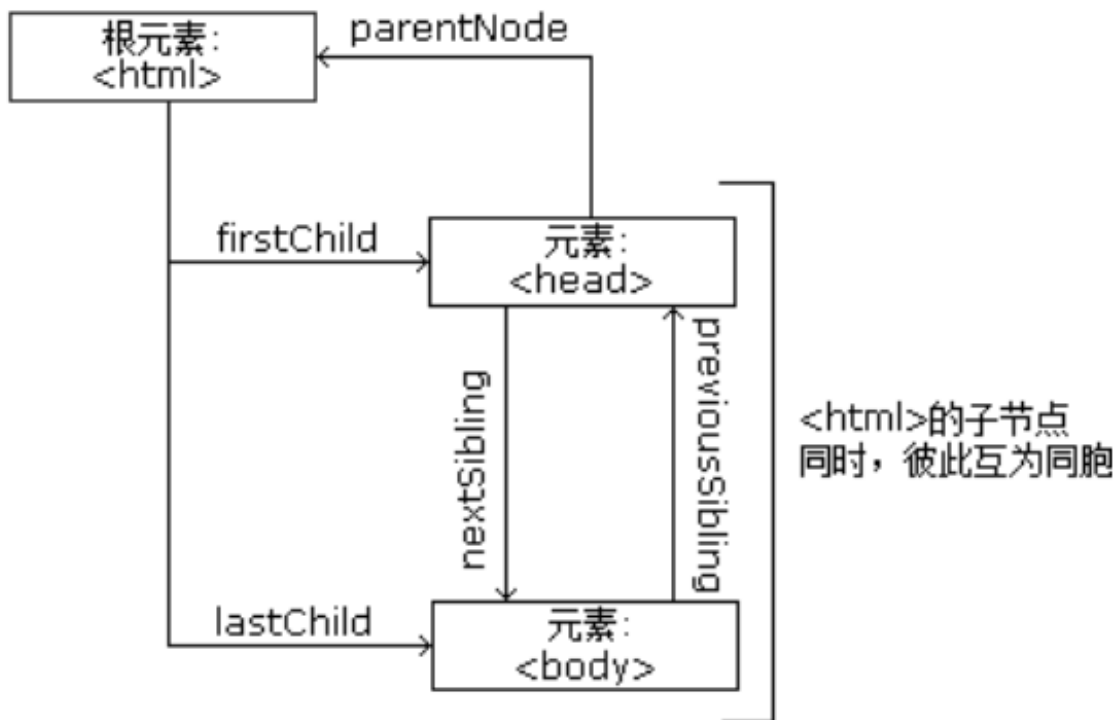 根元素:
<html>
parentNode
firstChild
元素:
<head>
nextSibling
previousSibling
<html>的子节点
同时，彼此互为同胞
lastChild
元素:
<body>